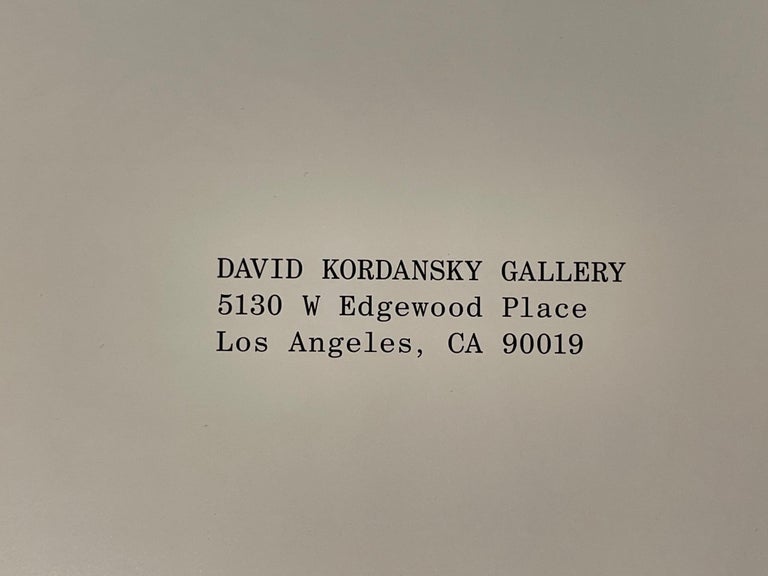 DAVID KORDANSKY GALLERY
5130 W Edgewood Place
Los Angeles, CA 90019